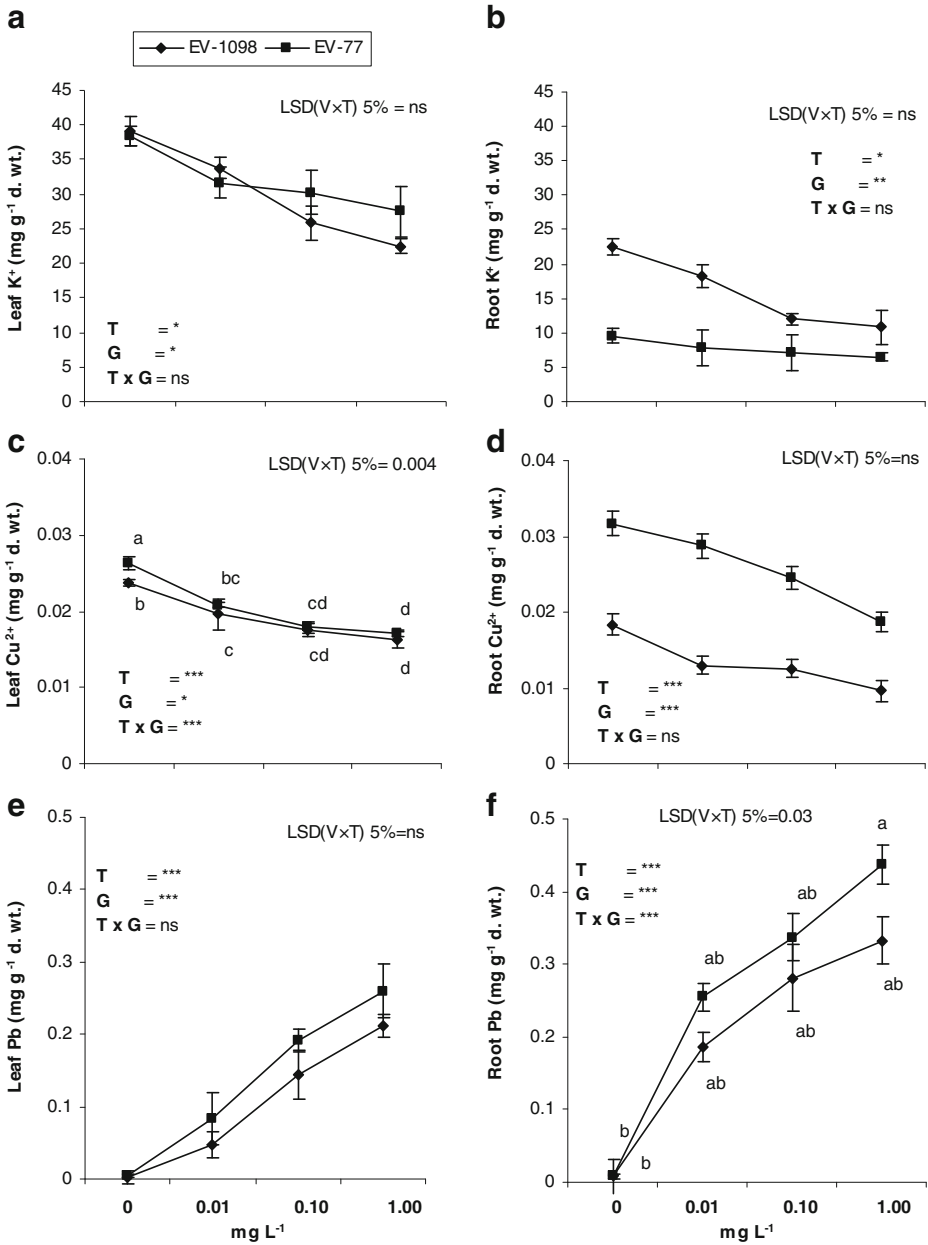 a
b
EV-1098 EV-77
45
40
35
30
25
20
15
10
5
0
Leaf K⁺ (mg g⁻¹ d. wt.)
LSD(V×T) 5% = ns
T = *
G = *
T x G = ns
45
40
35
30
25
20
15
10
5
0
Root K⁺ (mg g⁻¹ d. wt.)
LSD(V×T) 5% = ns
T = *
G = **
T x G = ns
c
0.04
0.03
0.02
0.01
0
Leaf Cu²⁺ (mg g⁻¹ d. wt.)
LSD(V×T) 5%= 0.004
a
bc
cd
d
b
c
cd
d
T = ***
G = *
T x G = ***
d
0.04
0.03
0.02
0.01
0
Root Cu²⁺ (mg g⁻¹ d. wt.)
LSD(V×T) 5%=ns
T = ***
G = ***
T x G = ns
e
0.5
0.4
0.3
0.2
0.1
0
Leaf Pb (mg g⁻¹ d. wt.)
LSD(V×T) 5%=ns
T = ***
G = ***
T x G = ns
0 0.01 0.10 1.00
mg L⁻¹
f
0.5
0.4
0.3
0.2
0.1
0
Root Pb (mg g⁻¹ d. wt.)
LSD(V×T) 5%=0.03
T = ***
G = ***
T x G = ***
a
ab
ab
ab
ab
ab
b
b
0 0.01 0.10 1.00
mg L⁻¹